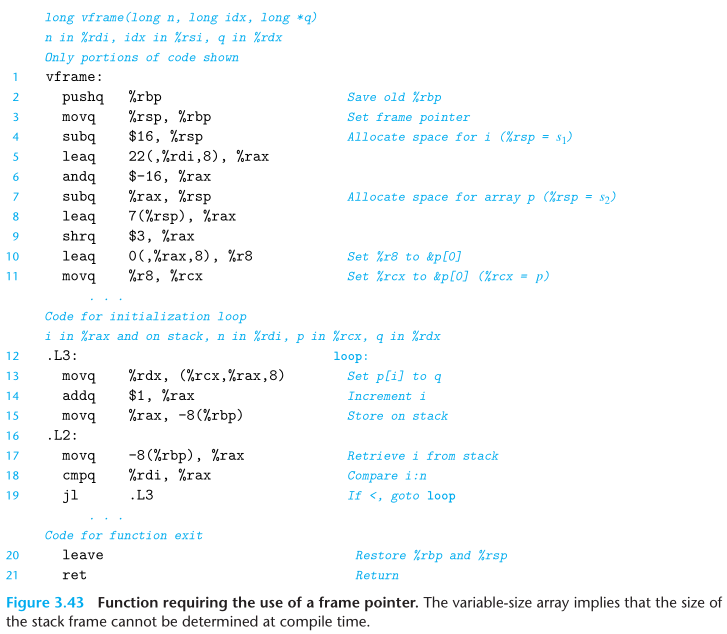 long vframe(long n, long idx, long *q)
n in %rdi, idx in %rsi, q in %rdx
Only portions of code shown
1 vframe:
2 pushq %rbp Save old %rbp
3 movq %rsp, %rbp Set frame pointer
4 subq $16, %rsp Allocate space for i (%rsp = s₁)
5 leaq 22(,%rdi,8), %rax
6 andq $-16, %rax
7 subq %rax, %rsp Allocate space for array p (%rsp = s₂)
8 leaq 7(%rsp), %rax
9 shrq $3, %rax
10 leaq 0(,%rax,8), %r8 Set %r8 to &p[0]
11 movq %r8, %rcx Set %rcx to &p[0] (%rcx = p)
. . .
Code for initialization loop
i in %rax and on stack, n in %rdi, p in %rcx, q in %rdx
12 .L3: loop:
13 movq %rdx, (%rcx,%rax,8) Set p[i] to q
14 addq $1, %rax Increment i
15 movq %rax, -8(%rbp) Store on stack
16 .L2:
17 movq -8(%rbp), %rax Retrieve i from stack
18 cmpq %rdi, %rax Compare i:n
19 jl .L3 If <, goto loop
. . .
Code for function exit
20 leave Restore %rbp and %rsp
21 ret Return
Figure 3.43 Function requiring the use of a frame pointer. The variable-size array implies that the size of
the stack frame cannot be determined at compile time.